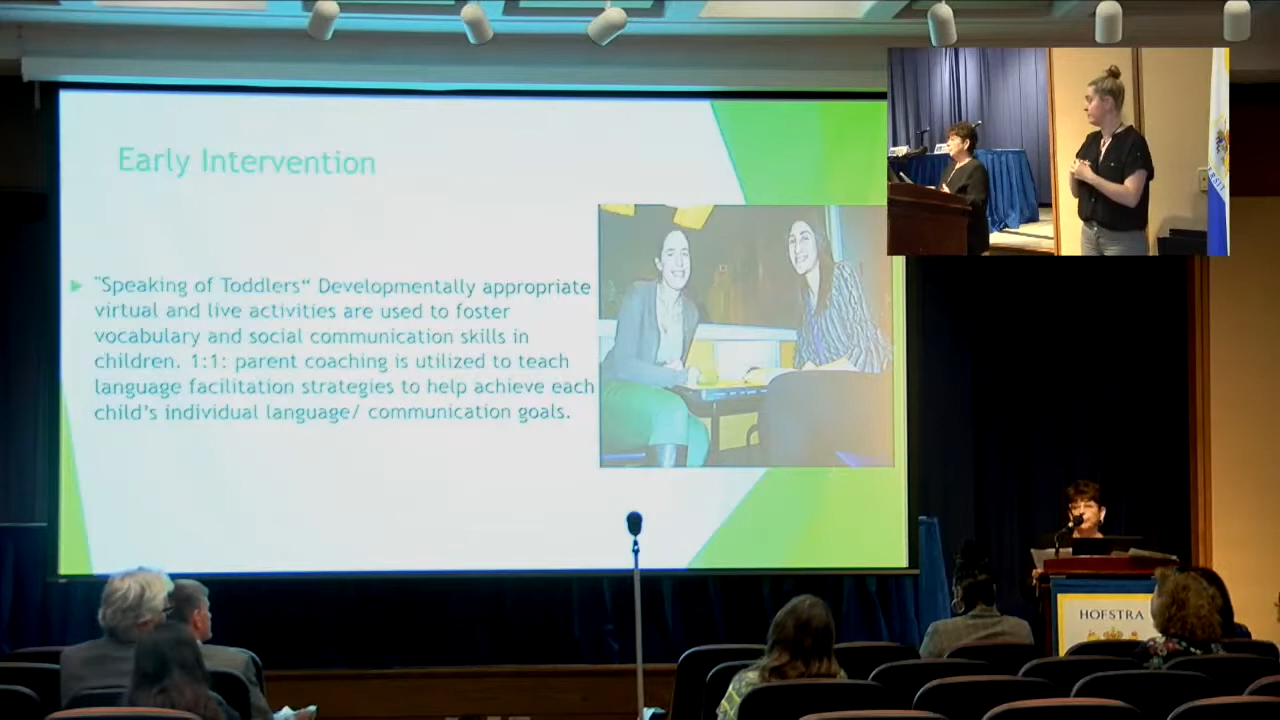 Early Intervention
"Speaking of Toddlers“ Developmentally appropriate
virtual and live activities are used to foster
vocabulary and social communication skills in
children. 1:1: parent coaching is utilized to teach
language facilitation strategies to help achieve each
child's individual language/ communication goals.
HOFSTRA